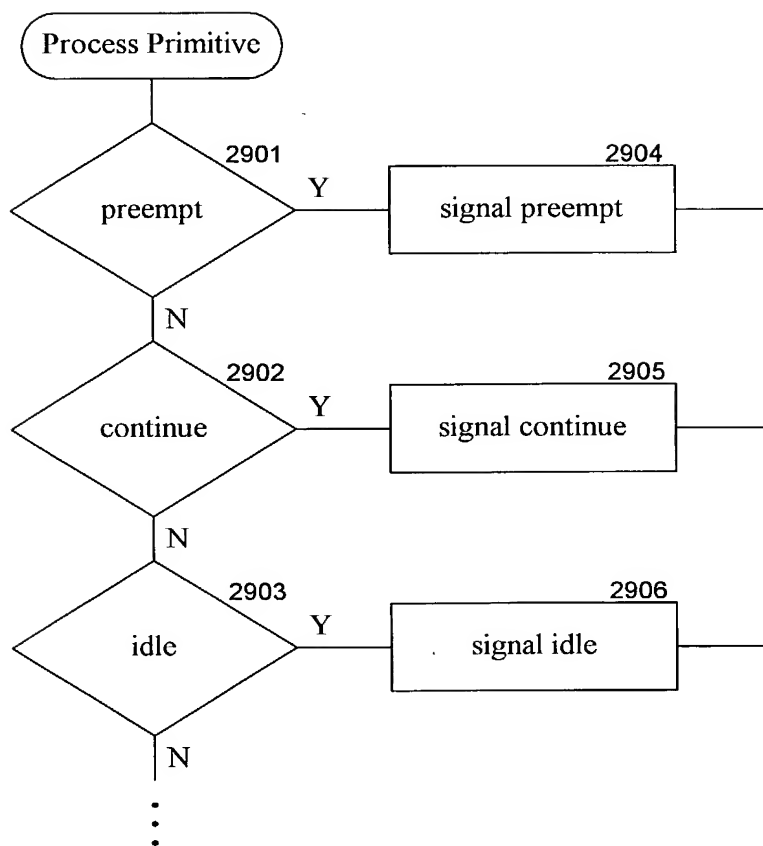 Process Primitive
2901
preempt
Y
2904
signal preempt
N
2902
continue
Y
2905
signal continue
N
2903
idle
Y
2906
signal idle
N